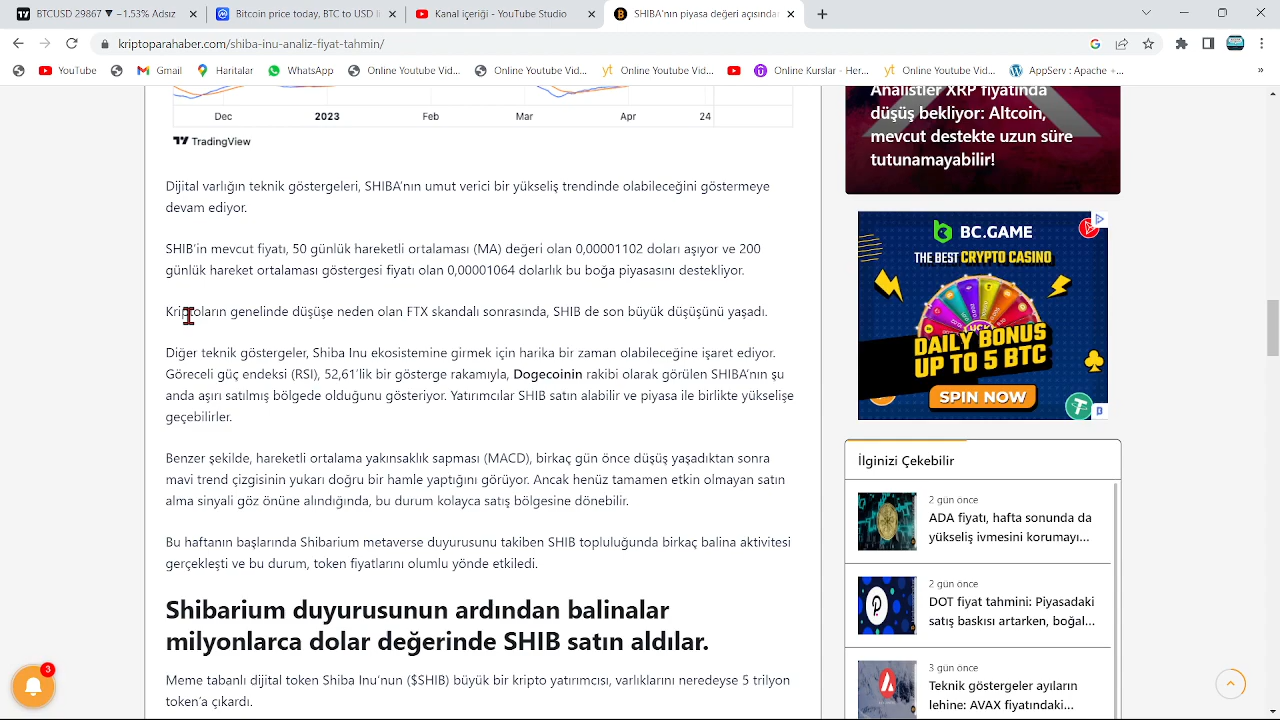 BTCUSD 29867 ▼ −1.53% Adsız
Bitcoin price today, BTC to USD li
Kanal içeriği - YouTube Studio
SHIBA'nın piyasa değeri açısından
kriptoparahaber.com/shiba-inu-analiz-fiyat-tahmin/
YouTube
Gmail
Haritalar
WhatsApp
Online Youtube Vid...
Online Youtube Vid...
Online Youtube Vid...
Online Kurslar - Her...
Online Youtube Vid...
AppServ : Apache +...
»
Dec 2023 Feb Mar Apr 24
TradingView
Dijital varlığın teknik göstergeleri, SHIBA'nın umut verici bir yükseliş trendinde olabileceğini göstermeye
devam ediyor.
SHIB'in mevcut fiyatı, 50 günlük hareketli ortalaması (MA) değeri olan 0,00001102 doları aşıyor ve 200
günlük hareket ortalaması göstergesi fiyatı olan 0,00001064 dolarlık bu boğa piyasasını destekliyor.
Kriptoların genelinde düşüşe neden olan FTX skandalı sonrasında, SHIB de son büyük düşüşünü yaşadı.
Diğer teknik göstergeler, SHIB'in ekosistemine girmek için harika bir zaman olabileceğine işaret ediyor.
Göreceli güç endeksi (RSI), 52,61'lik bir gösterge rakamıyla, Dogecoinin rakibi olarak görülen SHIBA'nın şu
anda aşırı satılmış bölgede olduğunu gösteriyor. Yatırımcılar SHIB satın alabilir ve piyasa ile birlikte yükselişe
geçebilirler.
Benzer şekilde, hareketli ortalama yakınsaklık sapması (MACD), birkaç gün önce düşüş yaşadıktan sonra
mavi trend çizgisinin yukarı doğru bir hamle yaptığını görüyor. Ancak henüz tamamen etkin olmayan satın
alma sinyali göz önüne alındığında, bu durum kolayca satış bölgesine dönebilir.
Bu haftanın başlarında Shibarium metaverse duyurusunu takiben SHIB topluluğunda birkaç balina aktivitesi
gerçekleşti ve bu durum, token fiyatlarını olumlu yönde etkiledi.
Shibarium duyurusunun ardından balinalar
milyonlarca dolar değerinde SHIB satın aldılar.
Meme tabanlı dijital token Shiba Inu'nun ($SHIB) büyük bir kripto yatırımcısı, varlıklarını neredeyse 5 trilyon
token'a çıkardı.
3
Analistler XRP fiyatında
düşüş bekliyor: Altcoin,
mevcut destekte uzun süre
tutunamayabilir!
BC.GAME
THE BEST CRYPTO CASINO
LUCK
DAILY BONUS
UP TO 5 BTC
SPIN NOW
İlginizi Çekebilir
2 gün önce
ADA fiyatı, hafta sonunda da
yükseliş ivmesini korumayı...
2 gün önce
DOT fiyat tahmini: Piyasadaki
satış baskısı artarken, boğal...
3 gün önce
Teknik göstergeler ayıların
lehine: AVAX fiyatındaki...